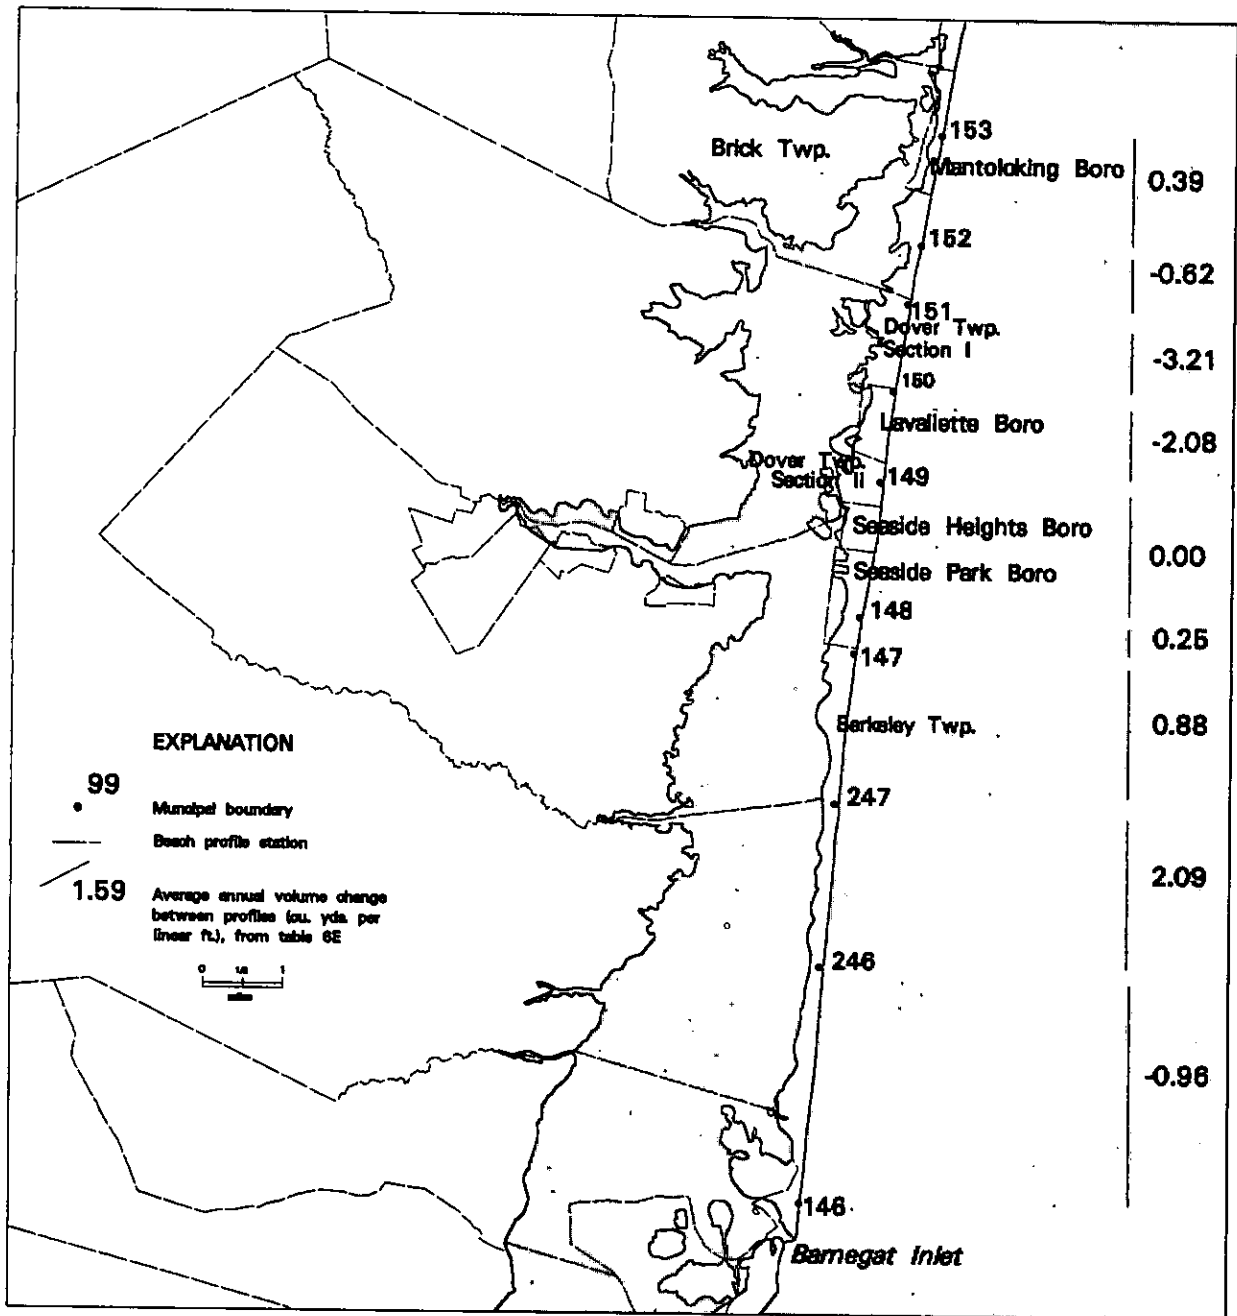 153
Brick Twp.
Mantoloking Boro
0.39
152
-0.62
151
Dover Twp.
Section I
-3.21
150
Lavallette Boro
-2.08
Dover Twp.
Section II
149
Seaside Heights Boro
0.00
Seaside Park Boro
148
0.25
147
Berkeley Twp.
0.88
EXPLANATION
99
Municipal boundary
247
Beach profile station
1.59
Average annual volume change
between profiles (cu. yds. per
linear ft.), from table 6E
2.09
0 1/2 1
miles
246
-0.96
146
Barnegat Inlet